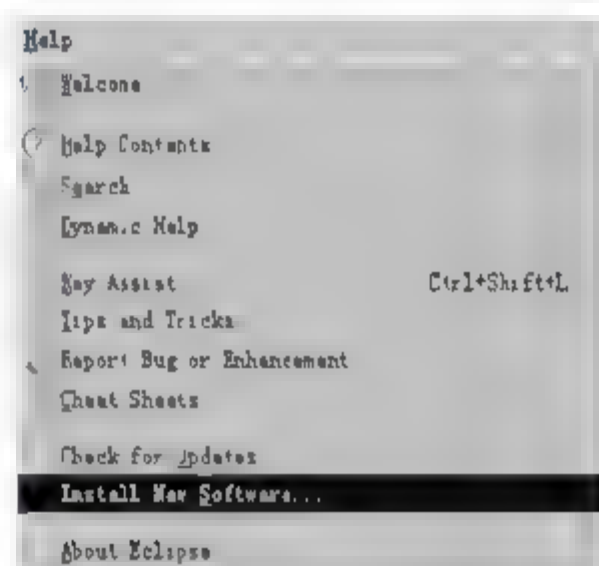 Help
Welcome
Help Contents
Search
Dynamic Help
Key Assist Ctrl+Shift+L
Tips and Tricks
Report Bug or Enhancement
Cheat Sheets
Check for Updates
Install New Software...
About Eclipse